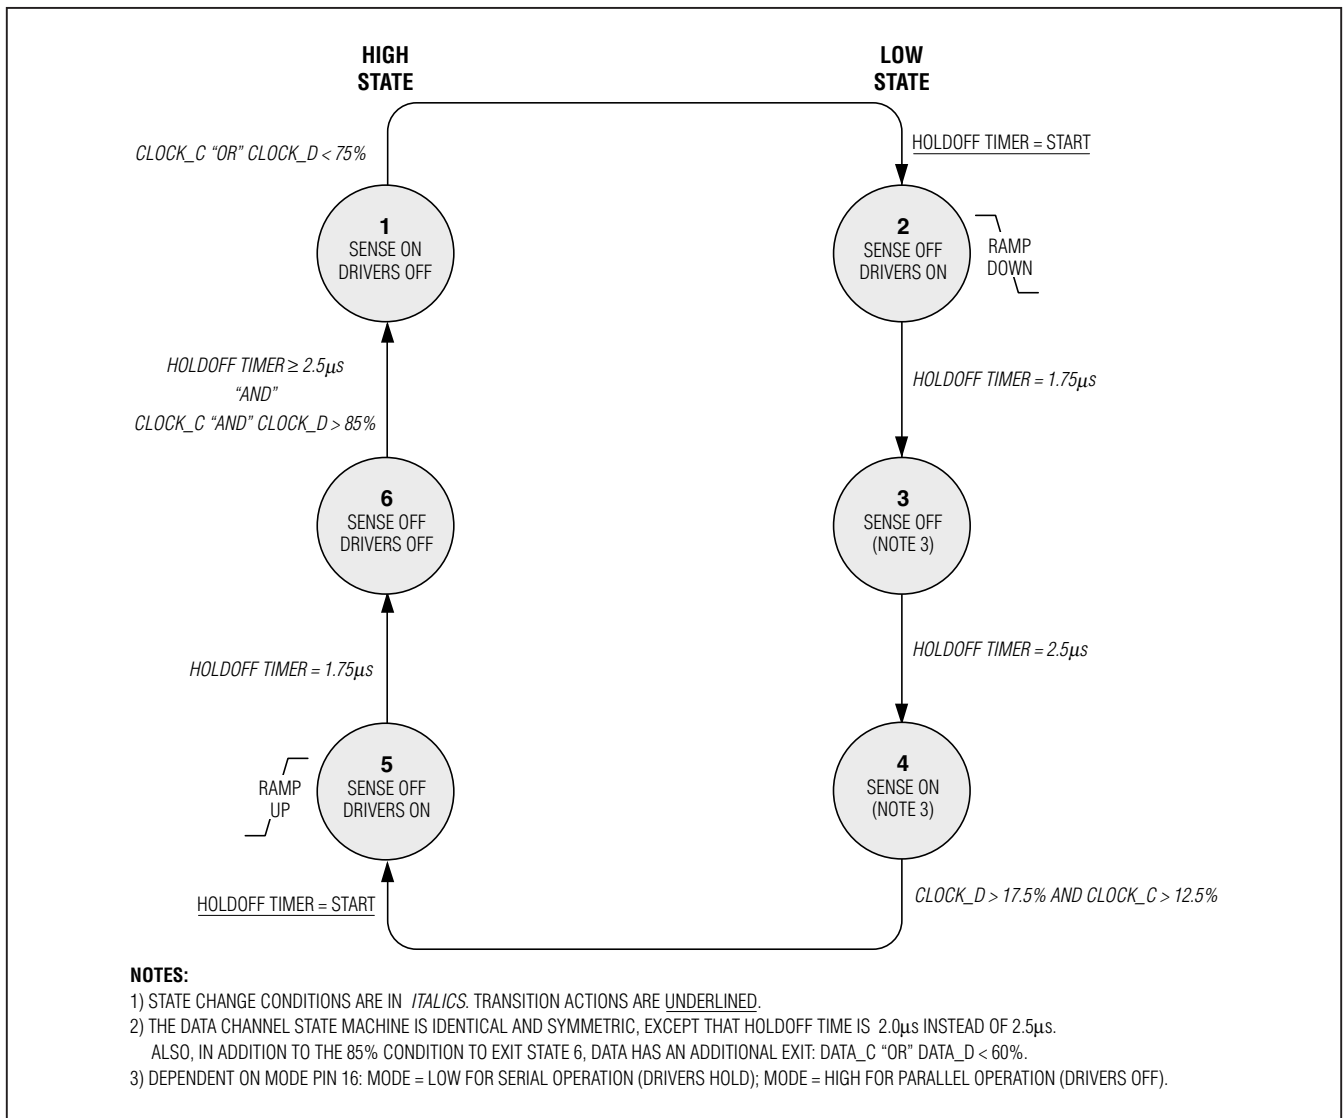 HIGH
STATE
LOW
STATE
CLOCK_C “OR” CLOCK_D < 75%
HOLDOFF TIMER = START
1
SENSE ON
DRIVERS OFF
2
SENSE OFF
DRIVERS ON
RAMP
DOWN
HOLDOFF TIMER ≥ 2.5µs
“AND”
CLOCK_C “AND” CLOCK_D > 85%
HOLDOFF TIMER = 1.75µs
6
SENSE OFF
DRIVERS OFF
3
SENSE OFF
(NOTE 3)
HOLDOFF TIMER = 1.75µs
HOLDOFF TIMER = 2.5µs
5
SENSE OFF
DRIVERS ON
RAMP
UP
4
SENSE ON
(NOTE 3)
HOLDOFF TIMER = START
CLOCK_D > 17.5% AND CLOCK_C > 12.5%
NOTES:
1) STATE CHANGE CONDITIONS ARE IN ITALICS. TRANSITION ACTIONS ARE UNDERLINED.
2) THE DATA CHANNEL STATE MACHINE IS IDENTICAL AND SYMMETRIC, EXCEPT THAT HOLDOFF TIME IS 2.0µs INSTEAD OF 2.5µs.
ALSO, IN ADDITION TO THE 85% CONDITION TO EXIT STATE 6, DATA HAS AN ADDITIONAL EXIT: DATA_C “OR” DATA_D < 60%.
3) DEPENDENT ON MODE PIN 16: MODE = LOW FOR SERIAL OPERATION (DRIVERS HOLD); MODE = HIGH FOR PARALLEL OPERATION (DRIVERS OFF).